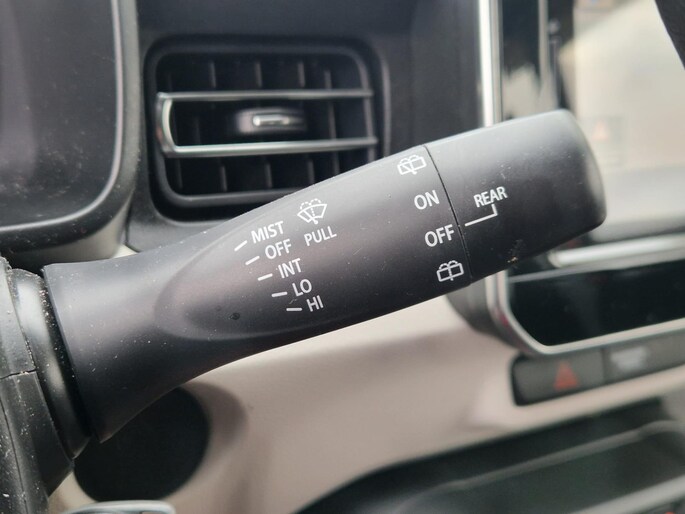 MIST
OFF PULL
INT
LO
HI
ON
OFF
REAR